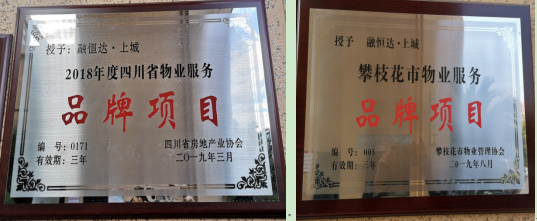 授予：融恒达·上城
2018年度四川省物业服务
品牌项目
编 号：0171
有效期：三年
四川省房地产业协会
二〇一九年三月
授予 融恒达·上城
攀枝花市物业服务
品牌项目
编 号：005
有效期：三年
攀枝花市物业管理协会
二〇一九年八月